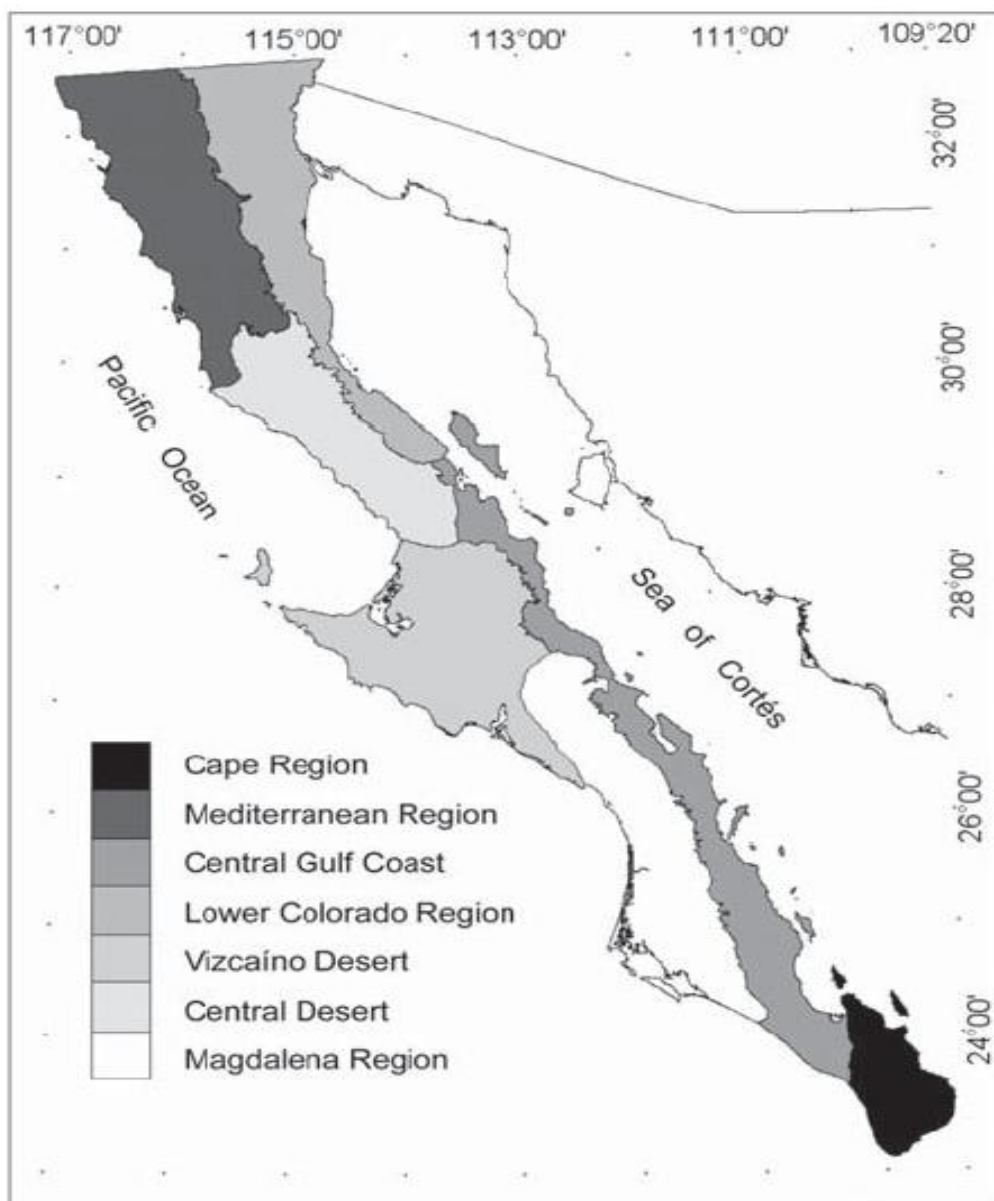 117°00' 115°00' 113°00' 111°00' 109°20'
32°00'
30°00'
Pacific Ocean
28°00'
Sea of Cortés
26°00'
24°00'
Cape Region
Mediterranean Region
Central Gulf Coast
Lower Colorado Region
Vizcaíno Desert
Central Desert
Magdalena Region